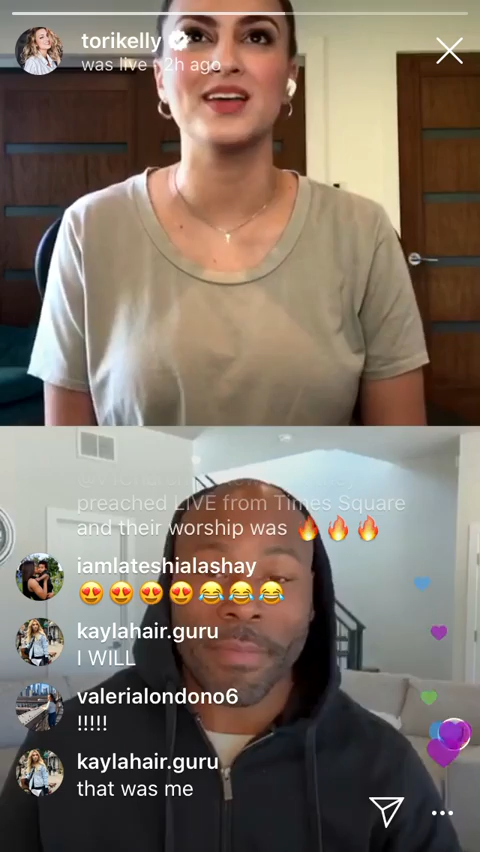 torikelly
was live · 2h ago
preached LIVE from Times Square
and their worship was 🔥🔥🔥
iamlateshialashay
😍😍😍😍😂😂😂
kaylahair.guru
I WILL
valerialondono6
!!!!!
kaylahair.guru
that was me